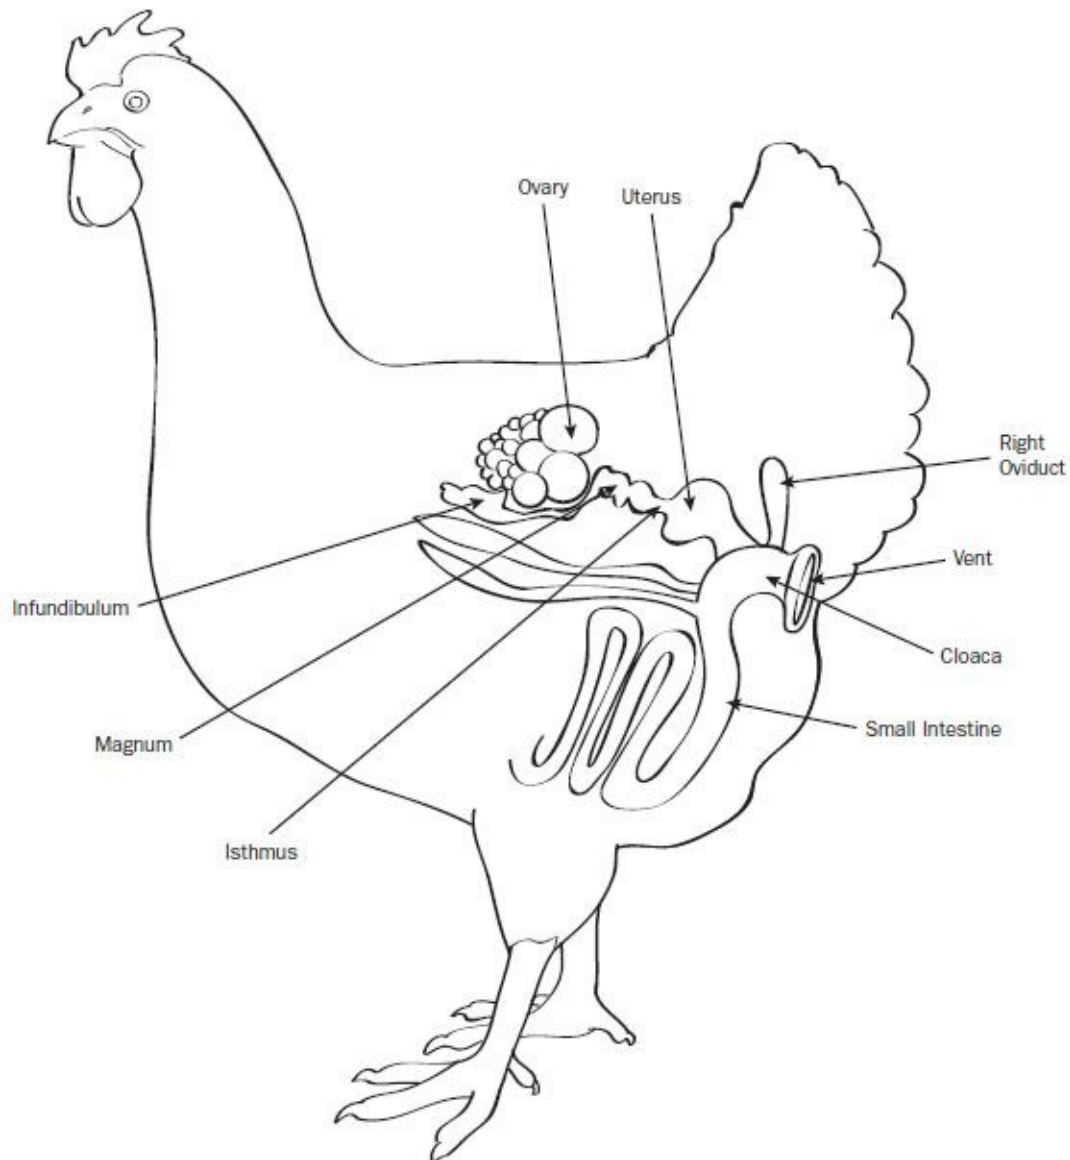 Ovary
Uterus
Right
Oviduct
Vent
Infundibulum
Cloaca
Small Intestine
Magnum
Isthmus